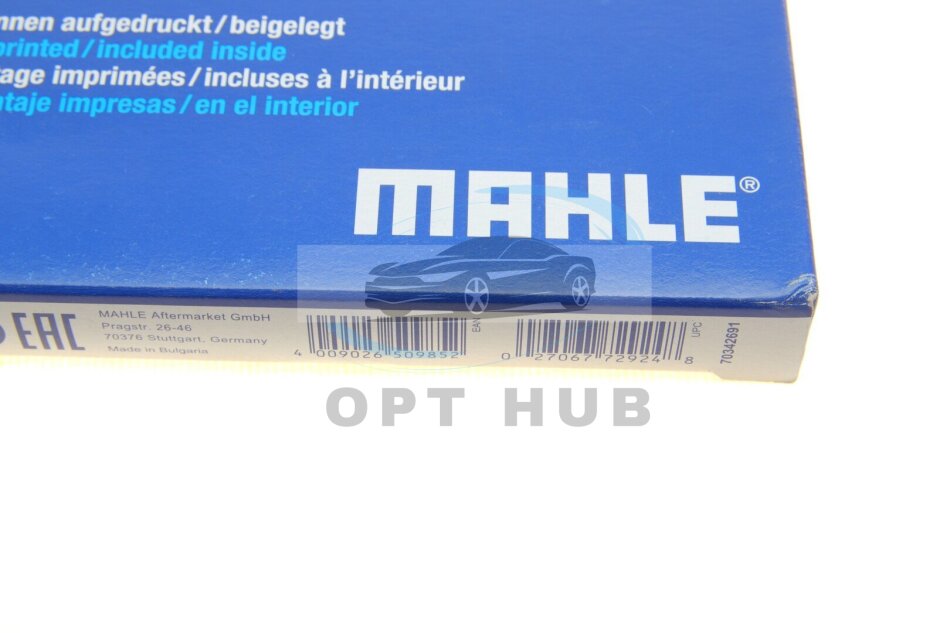 nnen aufgedruckt/beigelegt
printed/included inside
age imprimées/incluses à l'intérieur
ntaje impresas/en el interior
MAHLE®
EAC
MAHLE Aftermarket GmbH
Pragstr. 26-46
70376 Stuttgart, Germany
Made in Bulgaria
4 009026 509852
EAN
0 27067 72924 8
UPC
70342691
OPT HUB